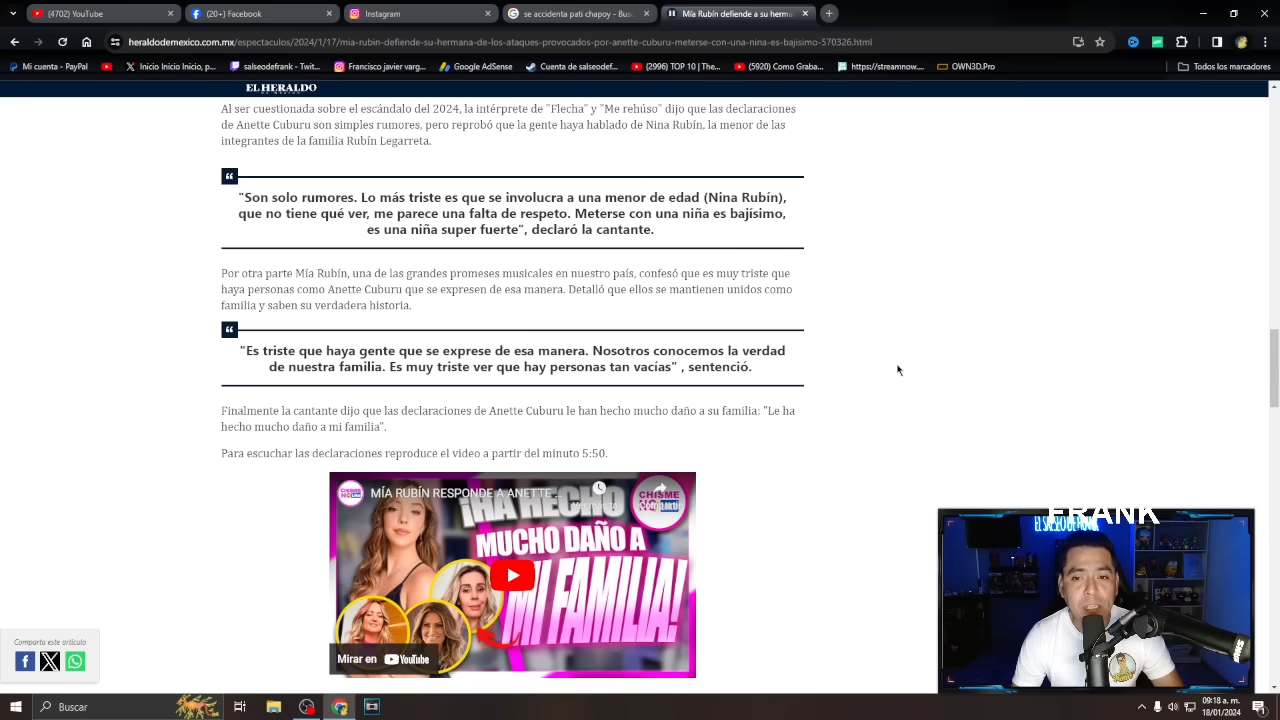 (4702) YouTube
(20+) Facebook
Instagram
se accidenta pati chapoy - Bus
Mía Rubín defiende a su herma
heraldodemexico.com.mx/espectaculos/2024/1/17/mia-rubin-defiende-su-hermana-de-los-ataques-provocados-por-anette-cuburu-meterse-con-una-nina-es-bajisimo-570326.html
Mi cuenta - PayPal
Inicio Inicio Inicio, p...
salseodefrank - Twit...
Francisco javier varg...
Google AdSense
Cuenta de salseodef...
(2996) TOP 10 | The...
(5920) Como Graba...
https://streamnow....
OWN3D.Pro
Todos los marcadores
EL HERALDO
DE MÉXICO
Al ser cuestionada sobre el escándalo del 2024, la intérprete de "Flecha" y "Me rehúso" dijo que las declaraciones
de Anette Cuburu son simples rumores, pero reprobó que la gente haya hablado de Nina Rubín, la menor de las
integrantes de la familia Rubín Legarreta.
"Son solo rumores. Lo más triste es que se involucra a una menor de edad (Nina Rubín),
que no tiene qué ver, me parece una falta de respeto. Meterse con una niña es bajísimo,
es una niña super fuerte", declaró la cantante.
Por otra parte Mía Rubín, una de las grandes promeses musicales en nuestro país, confesó que es muy triste que
haya personas como Anette Cuburu que se expresen de esa manera. Detalló que ellos se mantienen unidos como
familia y saben su verdadera historia.
"Es triste que haya gente que se exprese de esa manera. Nosotros conocemos la verdad
de nuestra familia. Es muy triste ver que hay personas tan vacías" , sentenció.
Finalmente la cantante dijo que las declaraciones de Anette Cuburu le han hecho mucho daño a su familia: "Le ha
hecho mucho daño a mi familia".
Para escuchar las declaraciones reproduce el video a partir del minuto 5:50.
MÍA RUBÍN RESPONDE A ANETTE ...
CHISME
NO LIKE
¡HA HECHO
MUCHO DAÑO A
MI FAMILIA!
Mirar en YouTube
Comparta este artículo
FRANK
EL SALSEO DE FRANK
Buscar
09:18 a. m.
18/01/2024